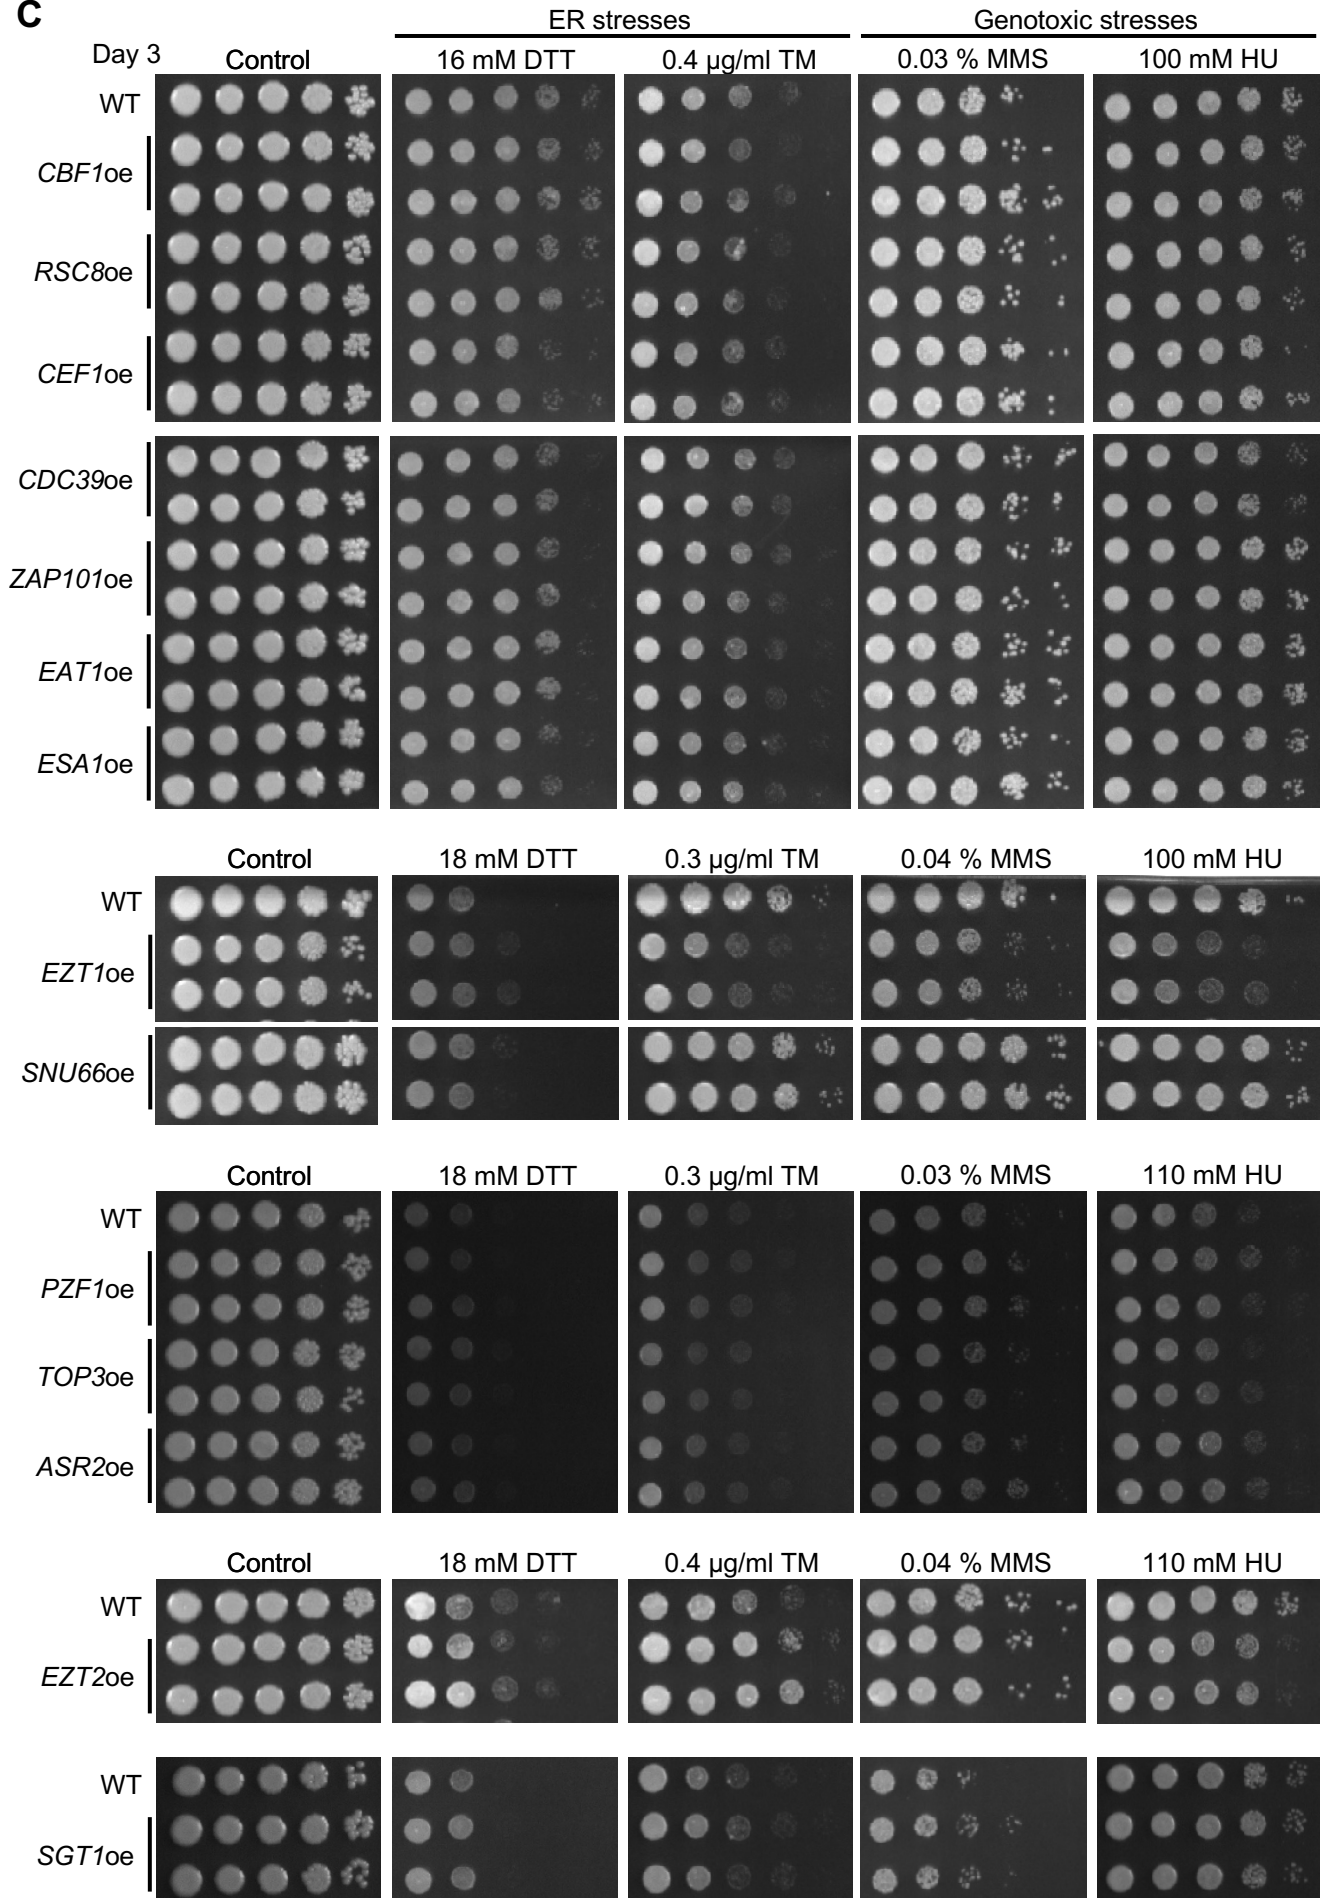 C
ER stresses
Genotoxic stresses
Day 3
Control
16 mM DTT
0.4 µg/ml TM
0.03 % MMS
100 mM HU
WT
CBF1oe
RSC8oe
CEF1oe
CDC39oe
ZAP101oe
EAT1oe
ESA1oe
Control
18 mM DTT
0.3 µg/ml TM
0.04 % MMS
100 mM HU
WT
EZT1oe
SNU66oe
Control
18 mM DTT
0.3 µg/ml TM
0.03 % MMS
110 mM HU
WT
PZF1oe
TOP3oe
ASR2oe
Control
18 mM DTT
0.4 µg/ml TM
0.04 % MMS
110 mM HU
WT
EZT2oe
WT
SGT1oe